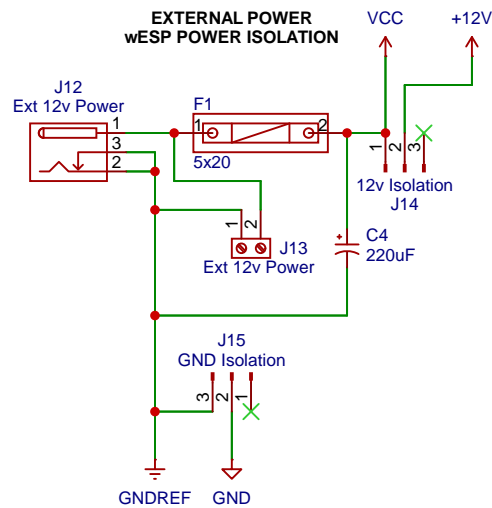 EXTERNAL POWER
wESP POWER ISOLATION
VCC
+12V
J12
Ext 12v Power
1
3
2
F1
1
2
5x20
1
2
3
12v Isolation
J14
1
2
J13
Ext 12v Power
+
C4
220uF
J15
GND Isolation
3
2
1
GNDREF
GND